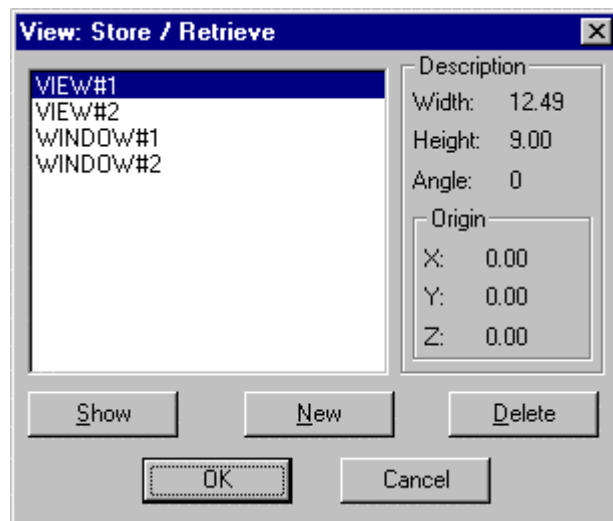 View: Store / Retrieve
VIEW#1
VIEW#2
WINDOW#1
WINDOW#2
Description
Width: 12.49
Height: 9.00
Angle: 0
Origin
X: 0.00
Y: 0.00
Z: 0.00
Show New Delete
OK Cancel